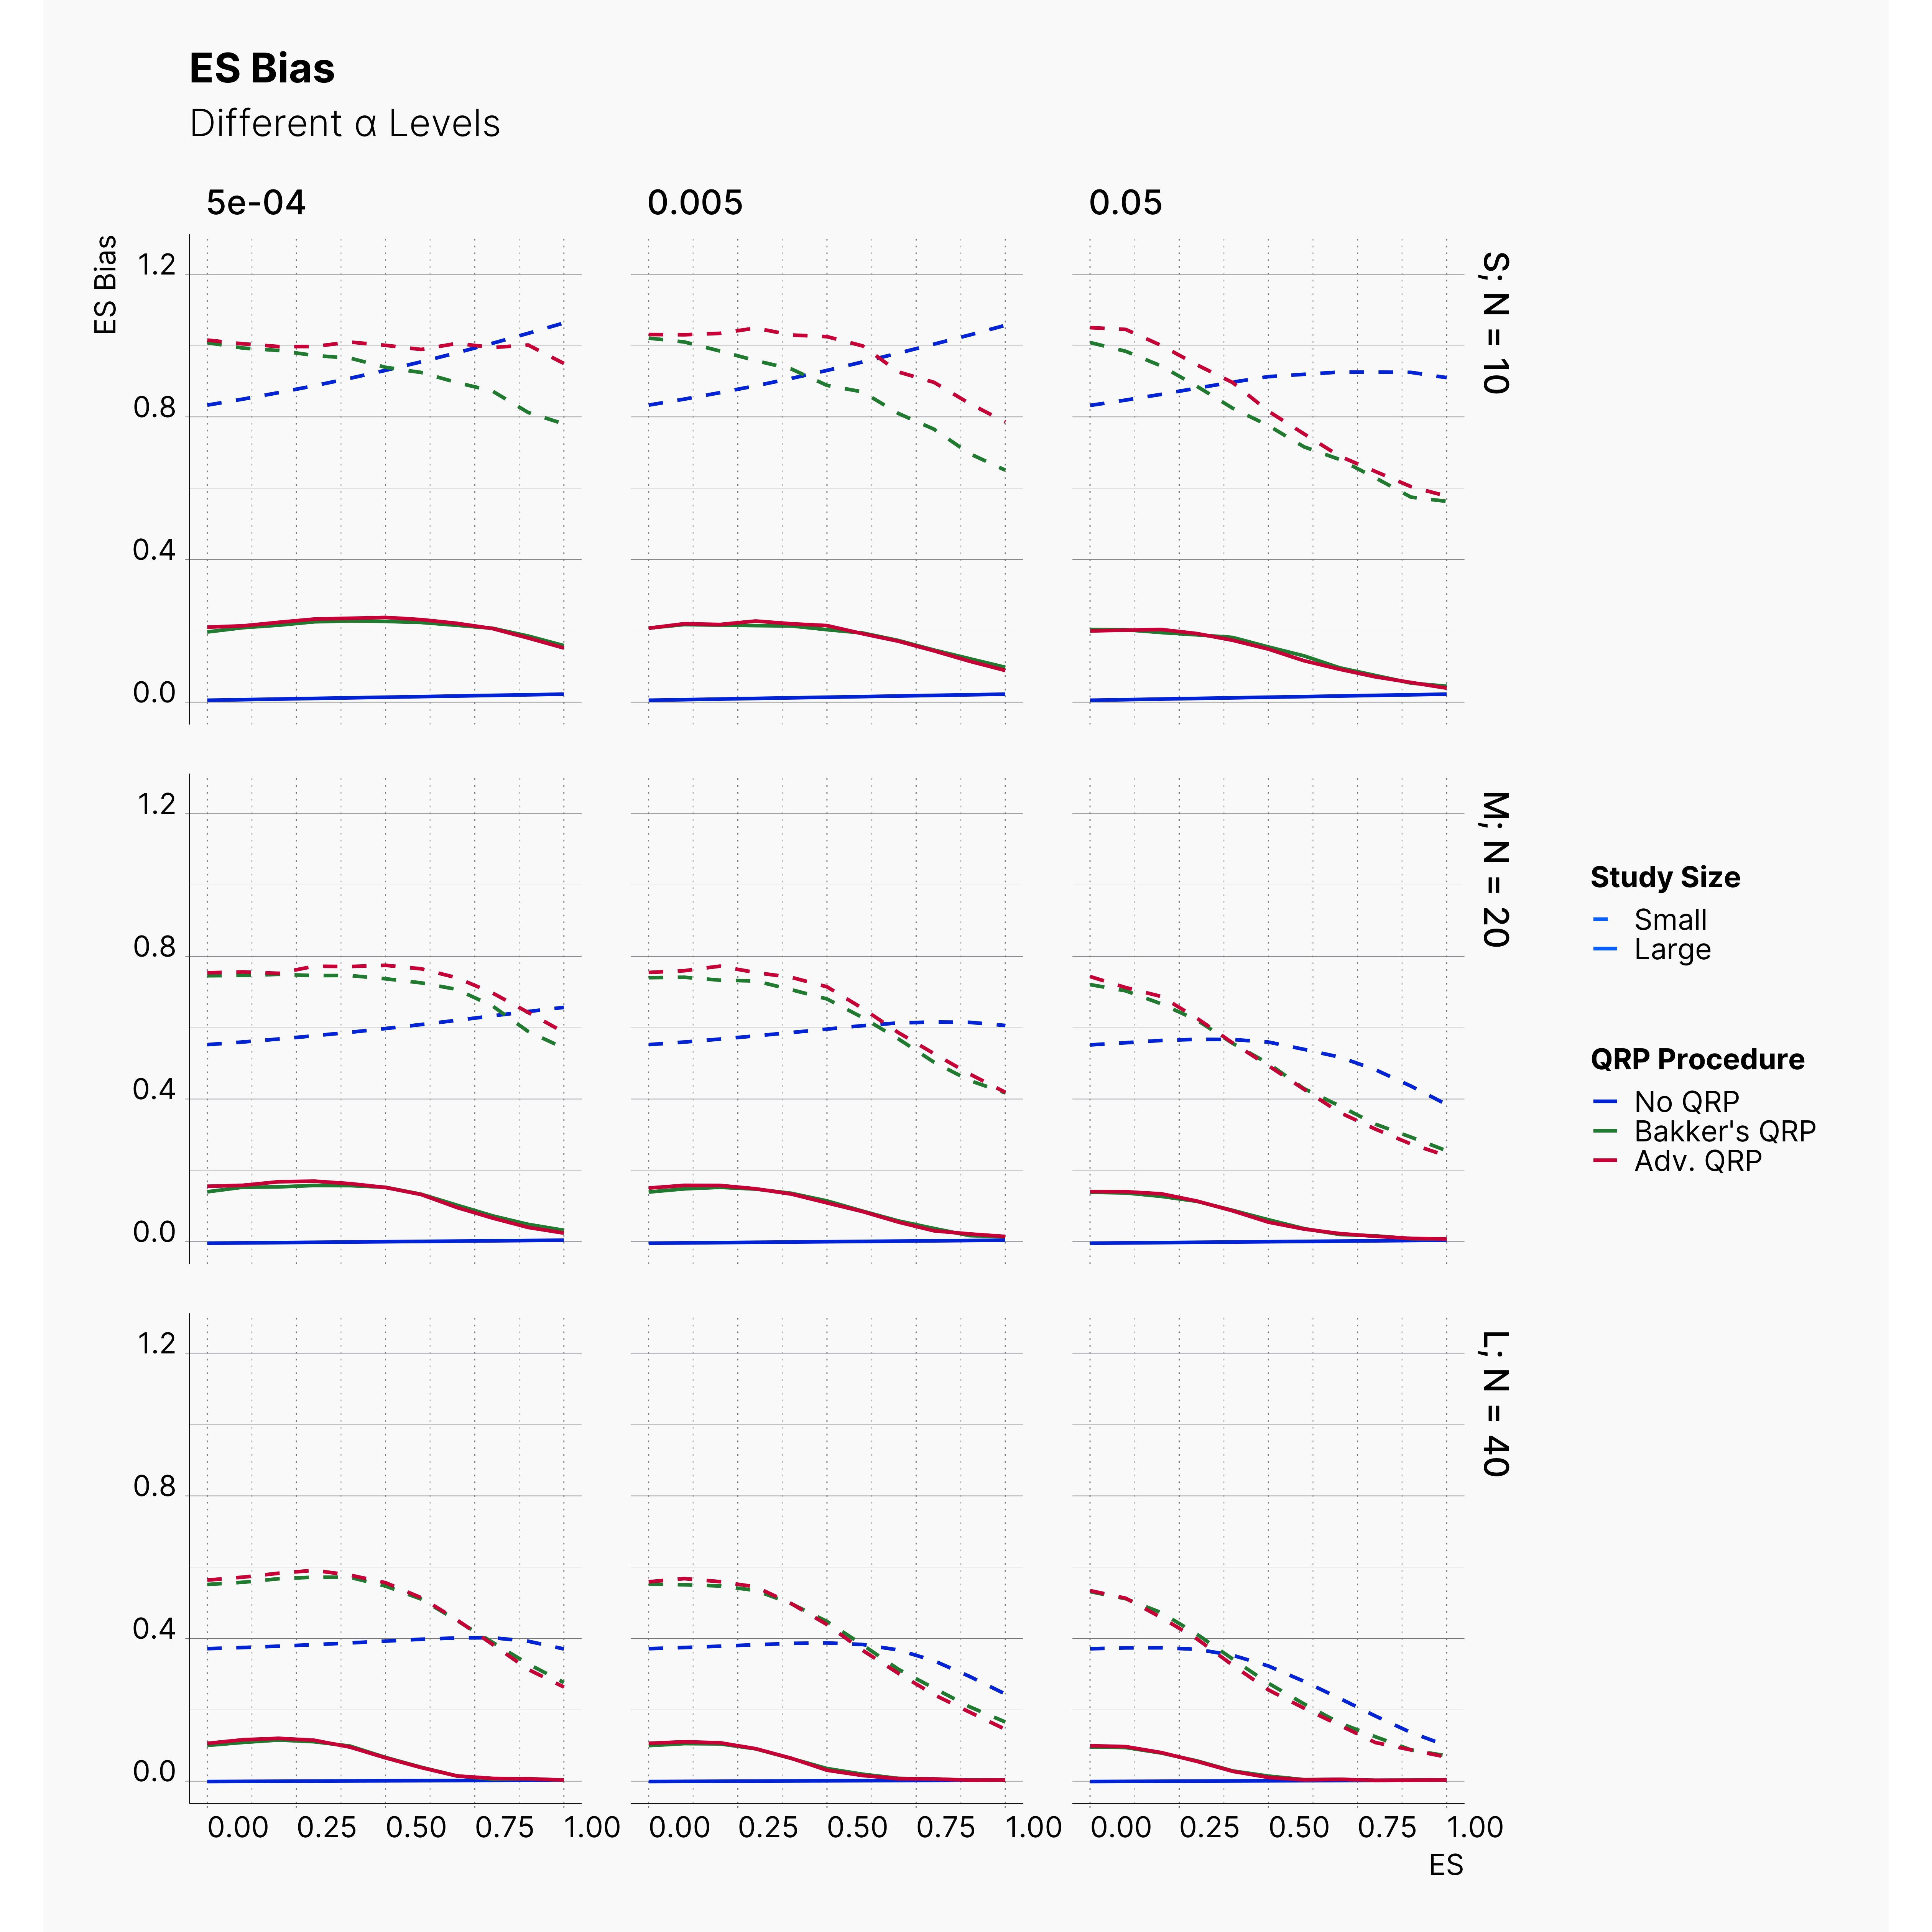 ES Bias
Different α Levels
5e-04 0.005 0.05
ES Bias
1.2
0.8
0.4
0.0
S; N = 10
1.2
0.8
0.4
0.0
M; N = 20
Study Size
Small
Large
QRP Procedure
No QRP
Bakker's QRP
Adv. QRP
1.2
0.8
0.4
0.0
L; N = 40
0.00 0.25 0.50 0.75 1.00 0.00 0.25 0.50 0.75 1.00 0.00 0.25 0.50 0.75 1.00
ES